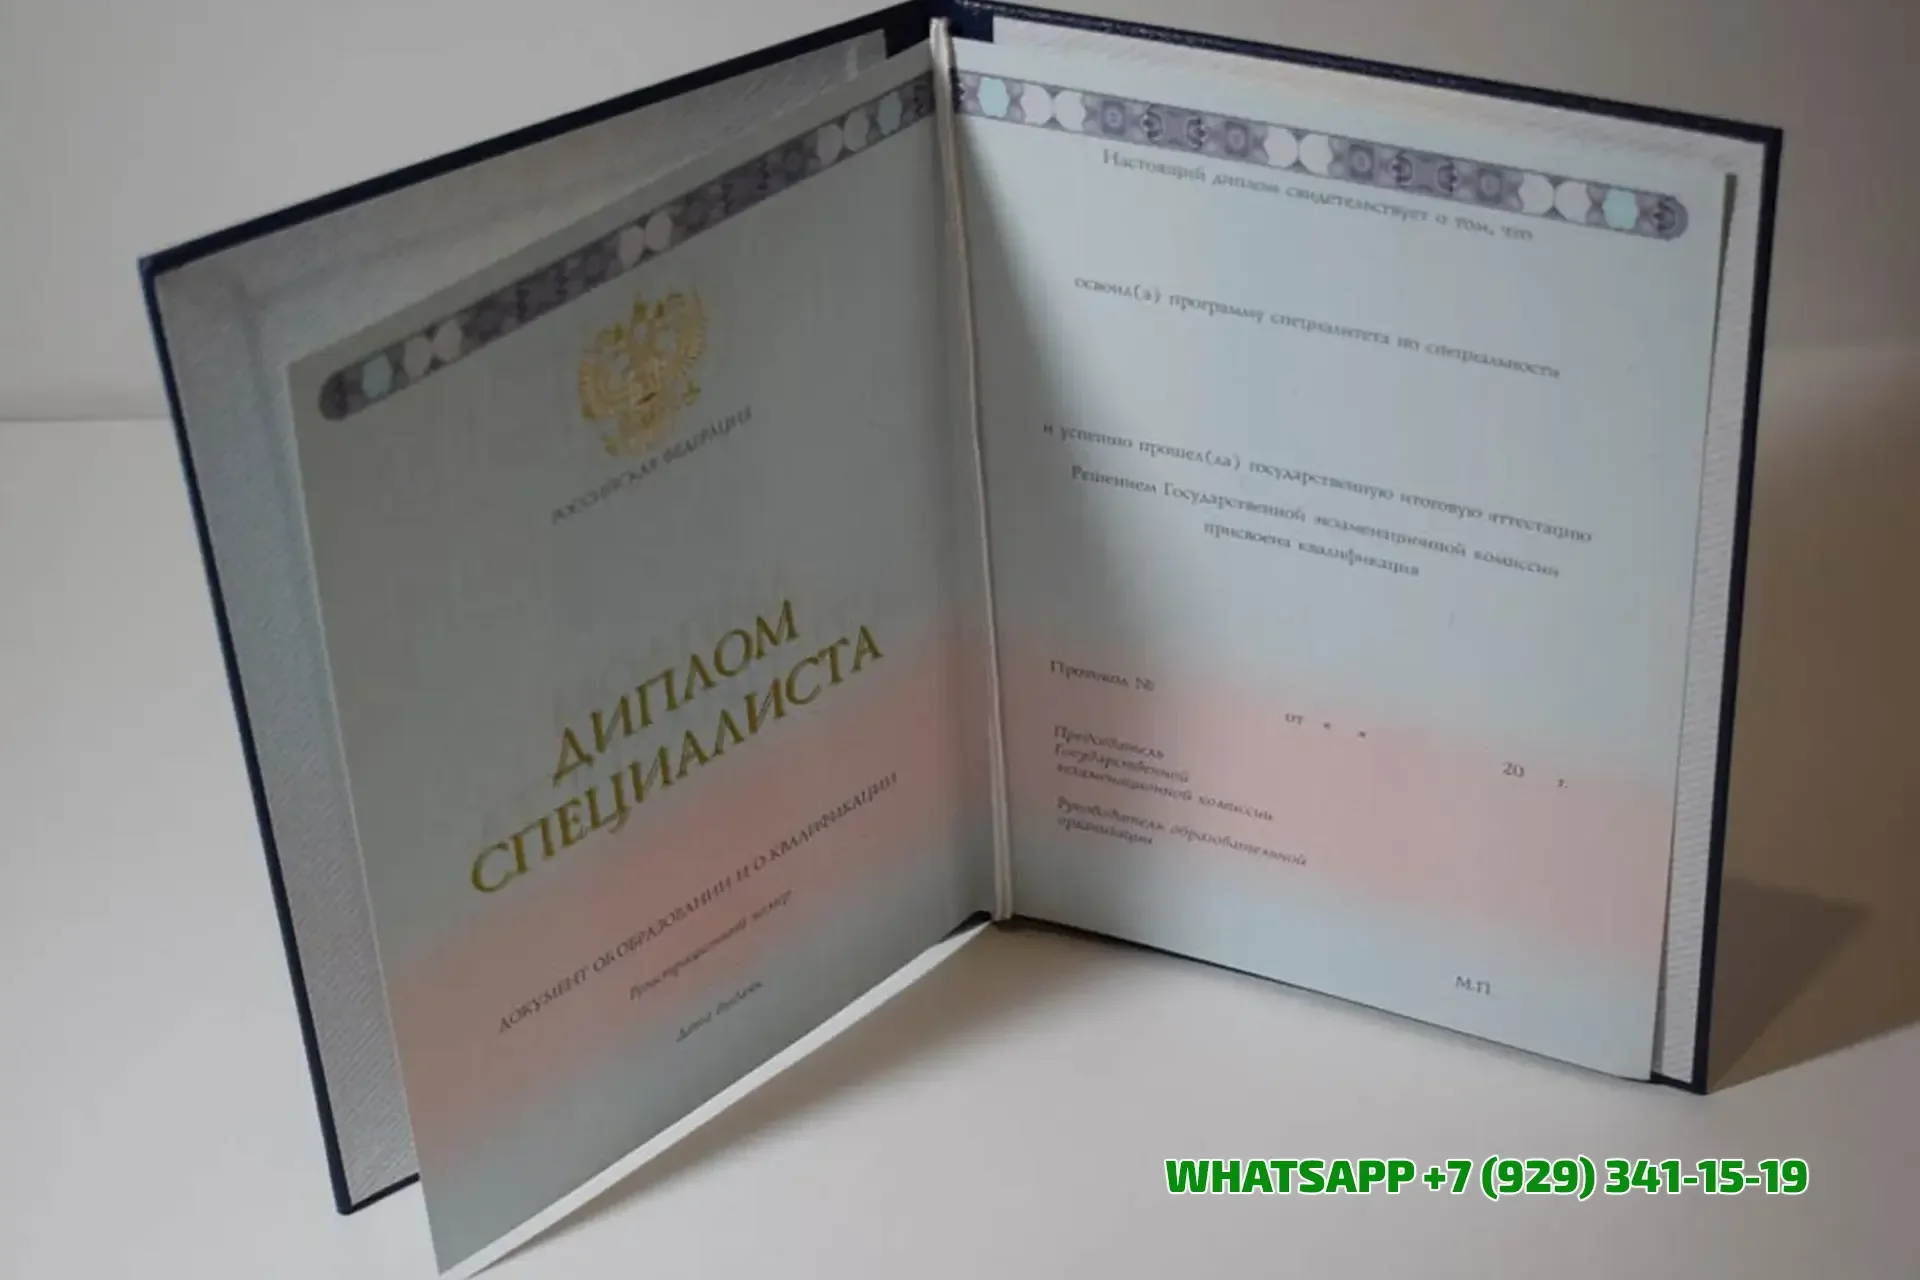 РОССИЙСКАЯ ФЕДЕРАЦИЯ
ДИПЛОМ
СПЕЦИАЛИСТА
ДОКУМЕНТ ОБ ОБРАЗОВАНИИ И О КВАЛИФИКАЦИИ
Регистрационный номер
Дата выдачи
Настоящий диплом свидетельствует о том, что
освоил(а) программу специалитета по специальности
и успешно прошел(ла) государственную итоговую аттестацию
Решением Государственной экзаменационной комиссии
присвоена квалификация
Протокол №
от « »
20 г.
Председатель
Государственной
экзаменационной комиссии
Руководитель образовательной
организации
М.П.
WHATSAPP +7 (929) 341-15-19